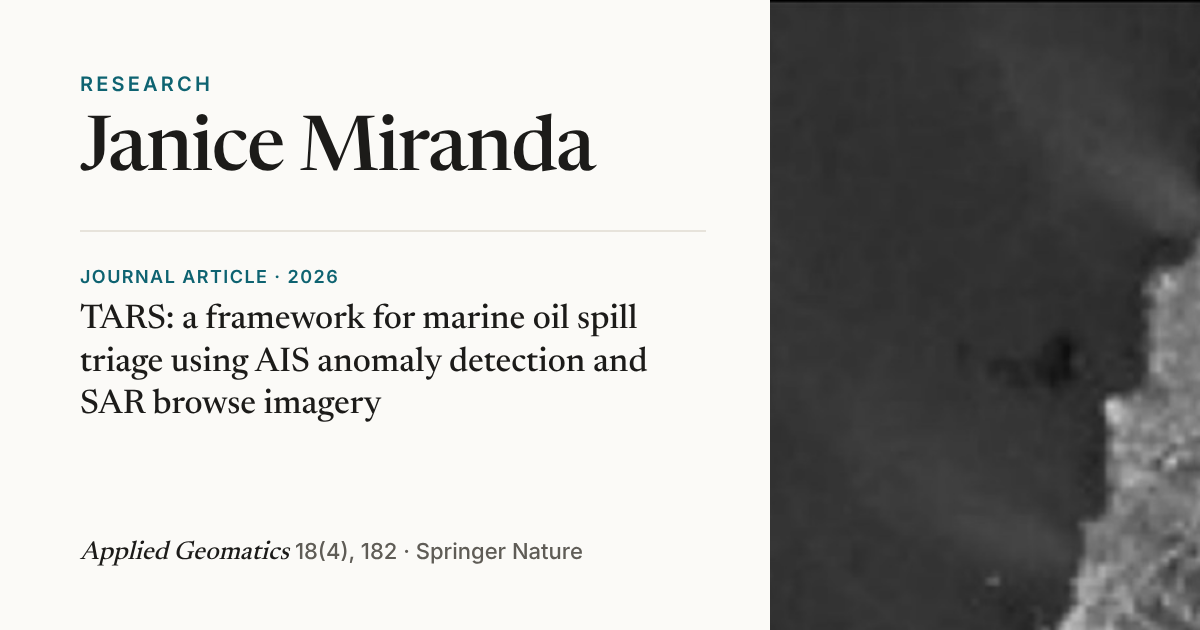 RESEARCH
Janice Miranda
JOURNAL ARTICLE · 2026
TARS: a framework for marine oil spill
triage using AIS anomaly detection and
SAR browse imagery
Applied Geomatics 18(4), 182 · Springer Nature